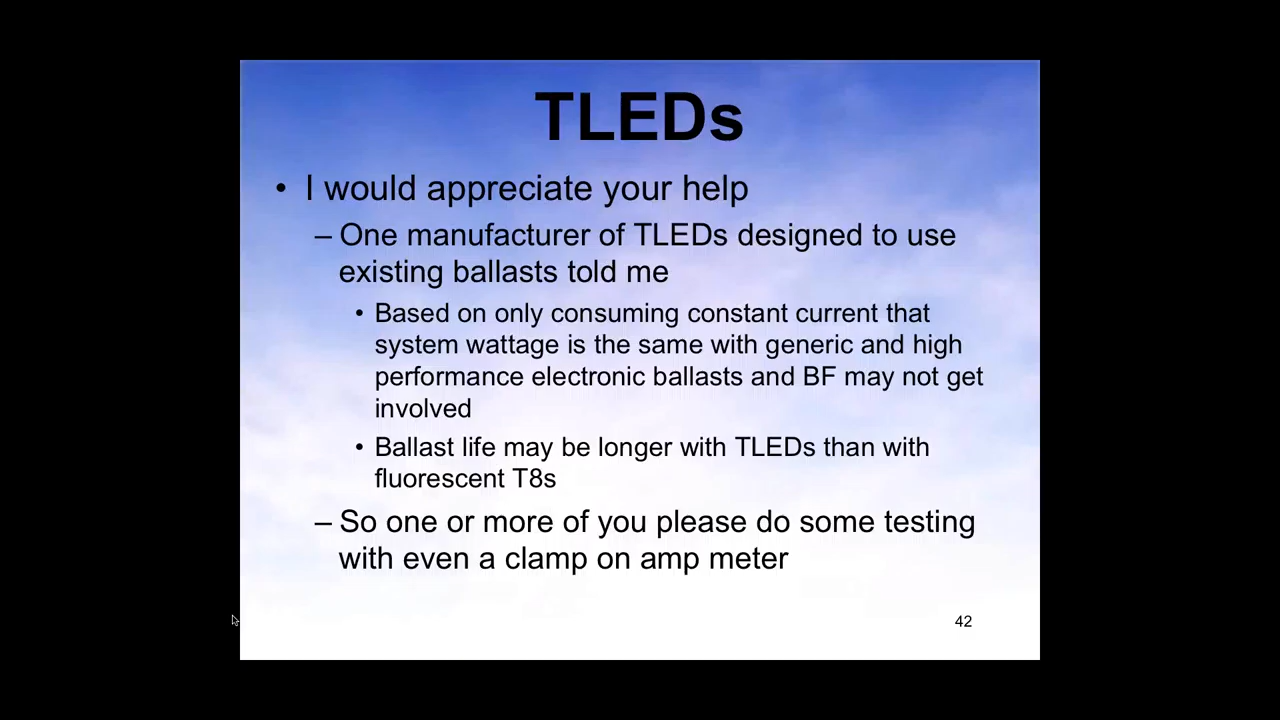 TLEDs
• I would appreciate your help
– One manufacturer of TLEDs designed to use
existing ballasts told me
• Based on only consuming constant current that
system wattage is the same with generic and high
performance electronic ballasts and BF may not get
involved
• Ballast life may be longer with TLEDs than with
fluorescent T8s
– So one or more of you please do some testing
with even a clamp on amp meter
42